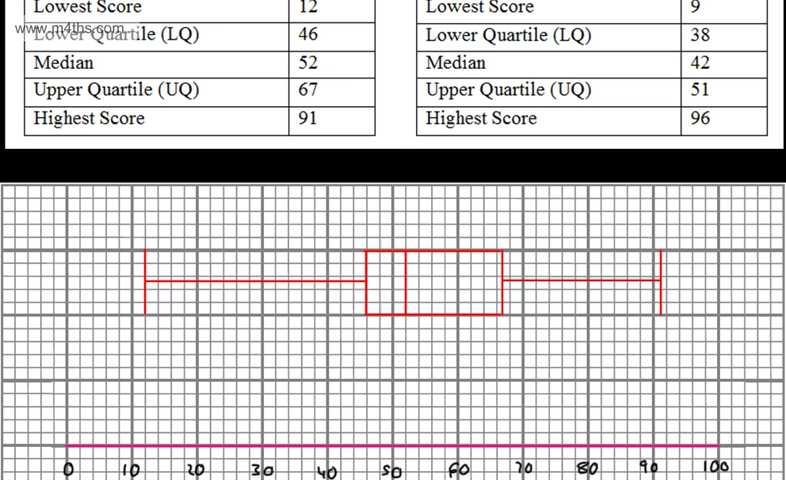 Lowest Score 12
www.m4ths.com
Lower Quartile (LQ) 46
Median 52
Upper Quartile (UQ) 67
Highest Score 91
Lowest Score 9
Lower Quartile (LQ) 38
Median 42
Upper Quartile (UQ) 51
Highest Score 96
0 10 20 30 40 50 60 70 80 90 100